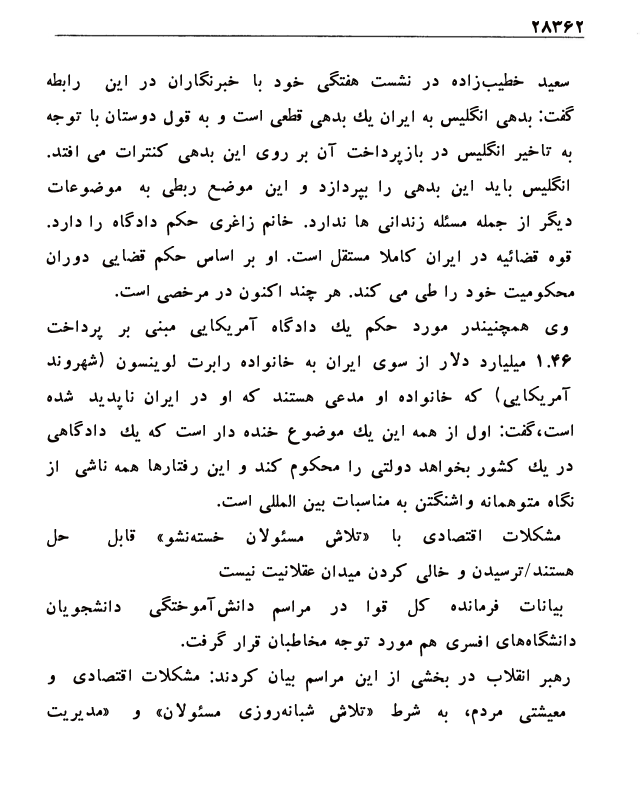 ۲۸۳۶۲
سعید خطیب‌زاده در نشست هفتگی خود با خبرنگاران در این رابطه
گفت: بدهی انگلیس به ایران یك بدهی قطعی است و به قول دوستان با توجه
به تاخیر انگلیس در بازپرداخت آن بر روی این بدهی کنترات می افتد.
انگلیس باید این بدهی را بپردازد و این موضع ربطی به موضوعات
دیگر از جمله مسئله زندانی ها ندارد. خانم زاغری حکم دادگاه را دارد.
قوه قضائیه در ایران کاملا مستقل است. او بر اساس حکم قضایی دوران
محکومیت خود را طی می کند. هر چند اکنون در مرخصی است.
وی همچنیندر مورد حکم یك دادگاه آمریکایی مبنی بر پرداخت
۱.۴۶ میلیارد دلار از سوی ایران به خانواده رابرت لوینسون (شهروند
آمریکایی) که خانواده او مدعی هستند که او در ایران ناپدید شده
است،گفت: اول از همه این یك موضوع خنده دار است که یك دادگاهی
در یك کشور بخواهد دولتی را محکوم کند و این رفتارها همه ناشی از
نگاه متوهمانه واشنگتن به مناسبات بین المللی است.
مشکلات اقتصادی با «تلاش مسئولان خسته‌نشو» قابل حل
هستند/ترسیدن و خالی کردن میدان عقلانیت نیست
بیانات فرمانده کل قوا در مراسم دانش‌آموختگی دانشجویان
دانشگاه‌های افسری هم مورد توجه مخاطبان قرار گرفت.
رهبر انقلاب در بخشی از این مراسم بیان کردند: مشکلات اقتصادی و
معیشتی مردم، به شرط «تلاش شبانه‌روزی مسئولان» و «مدیریت